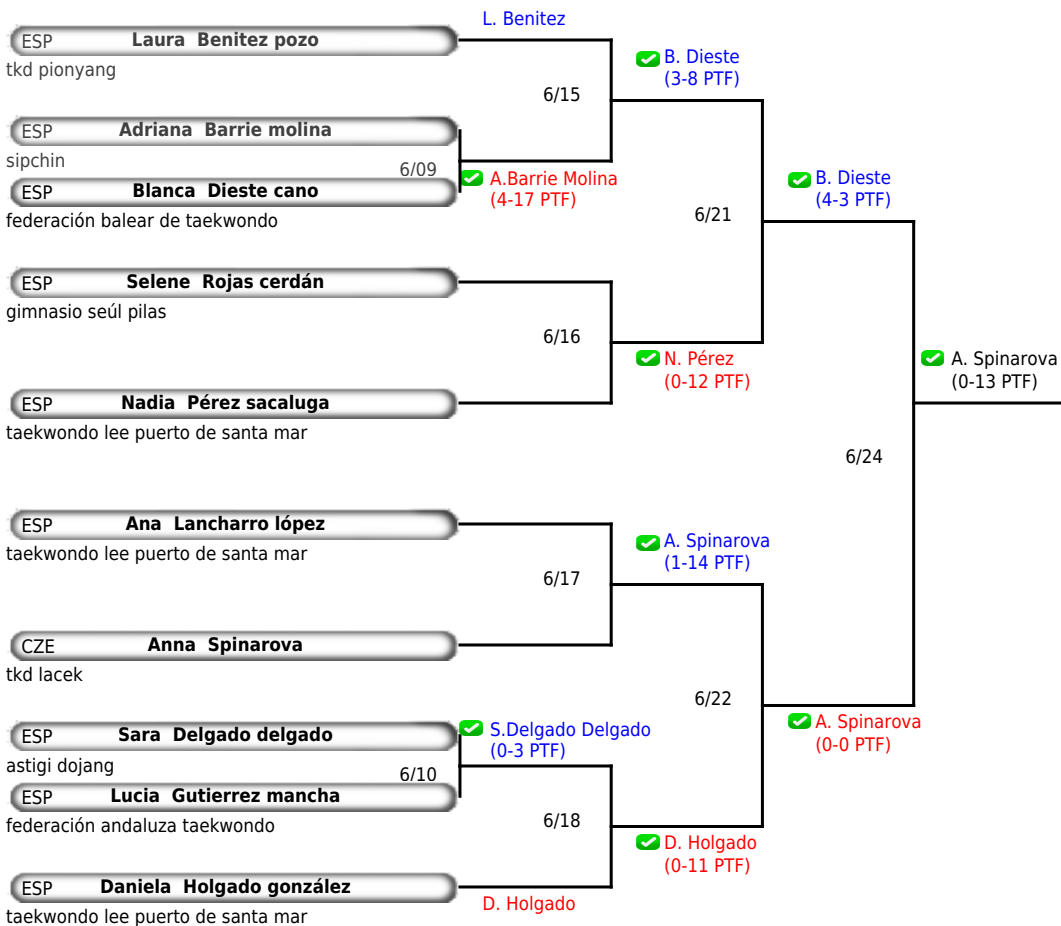 L. Benitez
ESP Laura Benitez pozo
tkd pionyang
B. Dieste
(3-8 PTF)
6/15
ESP Adriana Barrie molina
sipchin
6/09
A.Barrie Molina
(4-17 PTF)
ESP Blanca Dieste cano
federación balear de taekwondo
B. Dieste
(4-3 PTF)
6/21
ESP Selene Rojas cerdán
gimnasio seúl pilas
6/16
N. Pérez
(0-12 PTF)
A. Spinarova
(0-13 PTF)
ESP Nadia Pérez sacaluga
taekwondo lee puerto de santa mar
6/24
ESP Ana Lancharro lópez
taekwondo lee puerto de santa mar
A. Spinarova
(1-14 PTF)
6/17
CZE Anna Spinarova
tkd lacek
6/22
A. Spinarova
(0-0 PTF)
ESP Sara Delgado delgado
astigi dojang
S.Delgado Delgado
(0-3 PTF)
6/10
ESP Lucia Gutierrez mancha
federación andaluza taekwondo
6/18
D. Holgado
(0-11 PTF)
ESP Daniela Holgado gonzález
taekwondo lee puerto de santa mar
D. Holgado